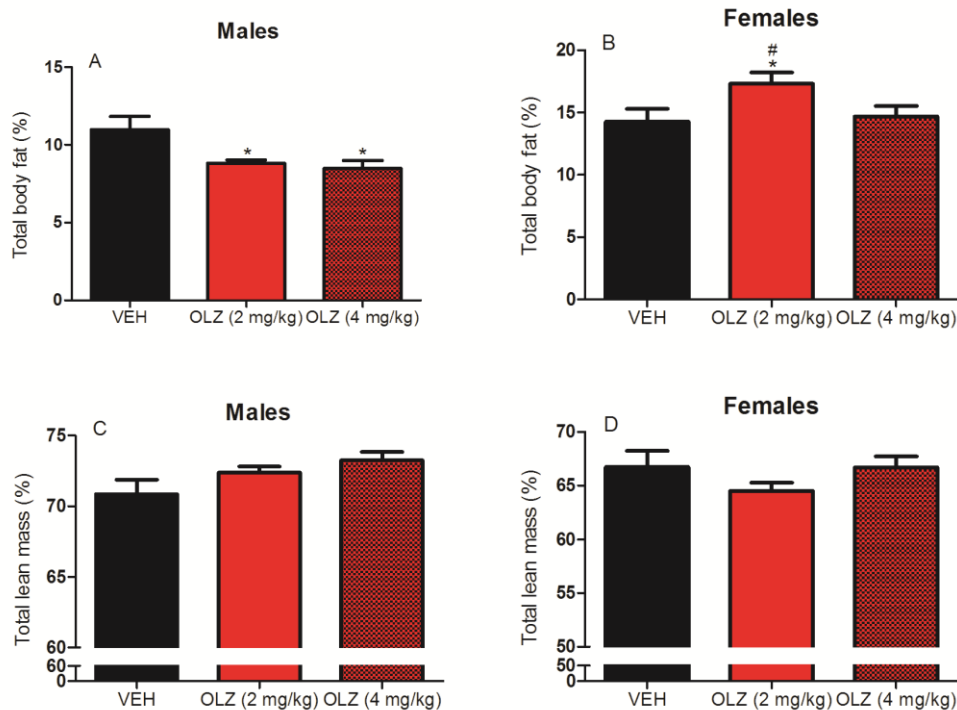 Males
A
Total body fat (%)
15
10
5
0
*
*
VEH
OLZ (2 mg/kg)
OLZ (4 mg/kg)
Females
B
Total body fat (%)
20
15
10
5
0
#
*
VEH
OLZ (2 mg/kg)
OLZ (4 mg/kg)
Males
C
Total lean mass (%)
75
70
65
60
60
0
VEH
OLZ (2 mg/kg)
OLZ (4 mg/kg)
Females
D
Total lean mass (%)
70
65
60
55
50
50
0
VEH
OLZ (2 mg/kg)
OLZ (4 mg/kg)